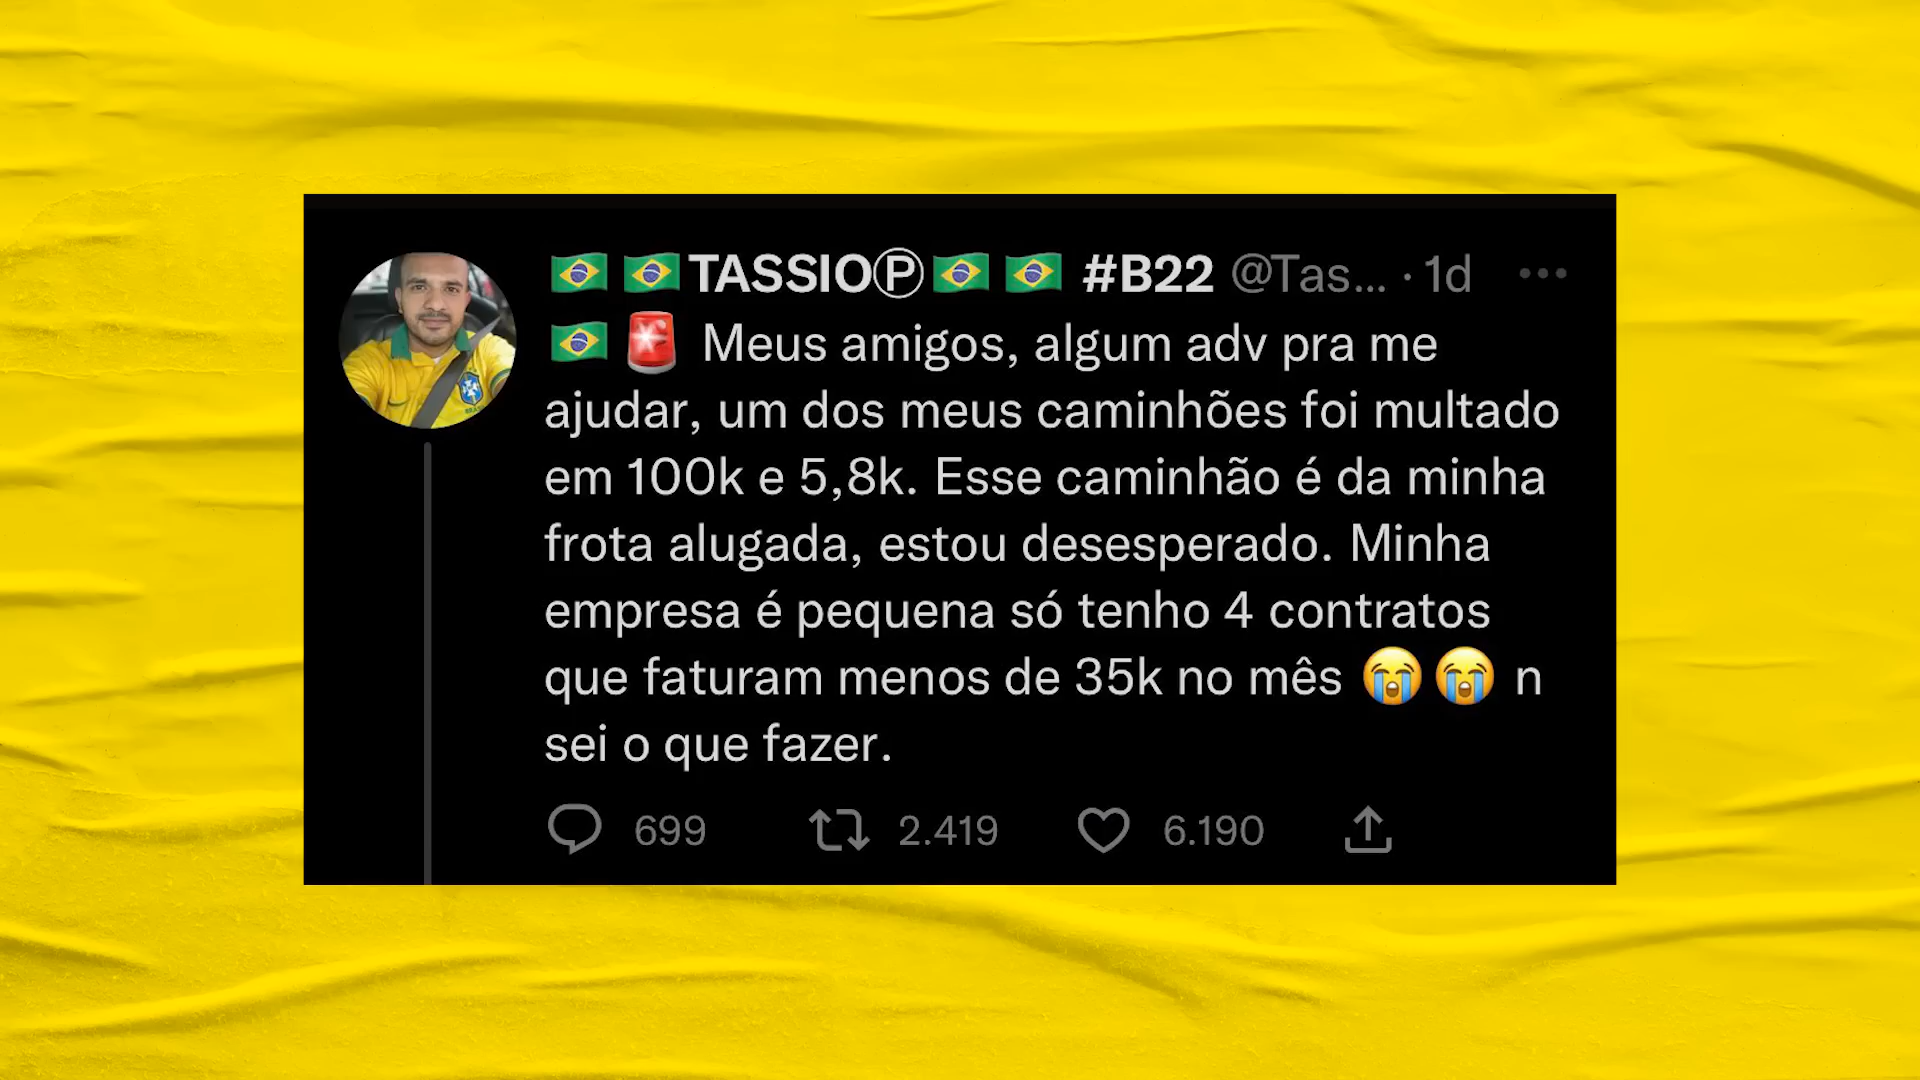 🇧🇷 🇧🇷TASSIOⓅ🇧🇷 🇧🇷 #B22 @Tas... · 1d
🇧🇷 🚨 Meus amigos, algum adv pra me
ajudar, um dos meus caminhões foi multado
em 100k e 5,8k. Esse caminhão é da minha
frota alugada, estou desesperado. Minha
empresa é pequena só tenho 4 contratos
que faturam menos de 35k no mês 😭😭 n
sei o que fazer.
699 2.419 6.190